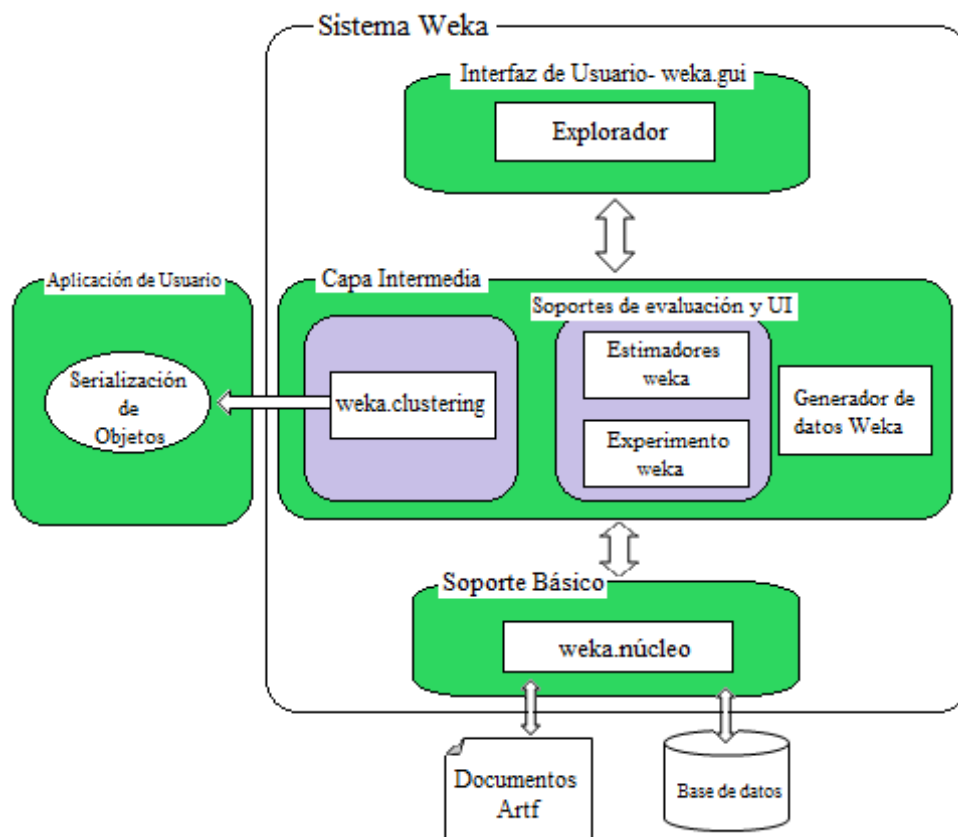 Sistema Weka
Interfaz de Usuario- weka.gui
Explorador
Aplicación de Usuario
Serialización
de
Objetos
Capa Intermedia
weka.clustering
Soportes de evaluación y UI
Estimadores
weka
Experimento
weka
Generador de
datos Weka
Soporte Básico
weka.núcleo
Documentos
Artf
Base de datos